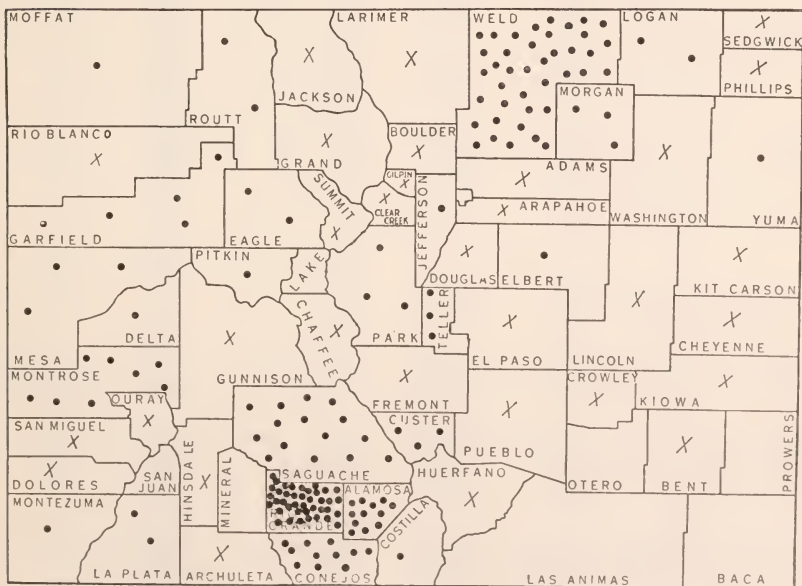 MOFFAT
LARIMER
WELD
LOGAN
SEDGWICK
PHILLIPS
JACKSON
MORGAN
ROUTT
RIO BLANCO
BOULDER
GRAND
GILPIN
ADAMS
SUMMIT
CLEAR
CREEK
JEFFERSON
ARAPAHOE
WASHINGTON
YUMA
GARFIELD
EAGLE
PITKIN
LAKE
DOUGLAS
ELBERT
KIT CARSON
CHAFFEE
TELLER
DELTA
PARK
MESA
EL PASO
LINCOLN
CHEYENNE
MONTROSE
GUNNISON
CROWLEY
OURAY
FREMONT
KIOWA
CUSTER
SAN MIGUEL
PUEBLO
PROWERS
HINSDALE
MINERAL
SAGUACHE
HUERFANO
DOLORES
SAN
JUAN
OTERO
BENT
ALAMOSA
MONTEZUMA
RIO
GRANDE
COSTILLA
LA PLATA
ARCHULETA
CONEJOS
LAS ANIMAS
BACA